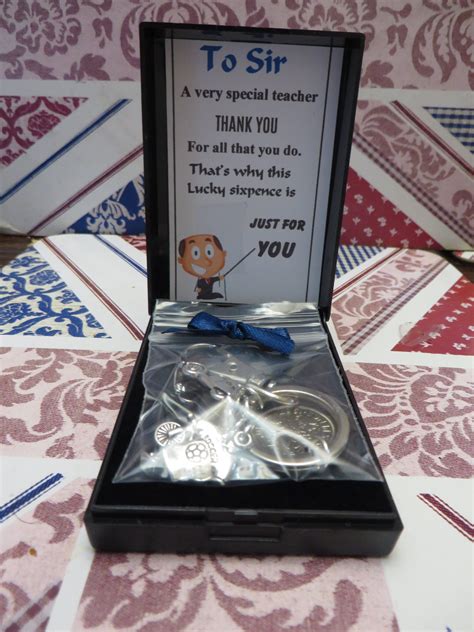 To Sir
A very special teacher
THANK YOU
For all that you do.
That's why this
Lucky sixpence is
JUST FOR
YOU